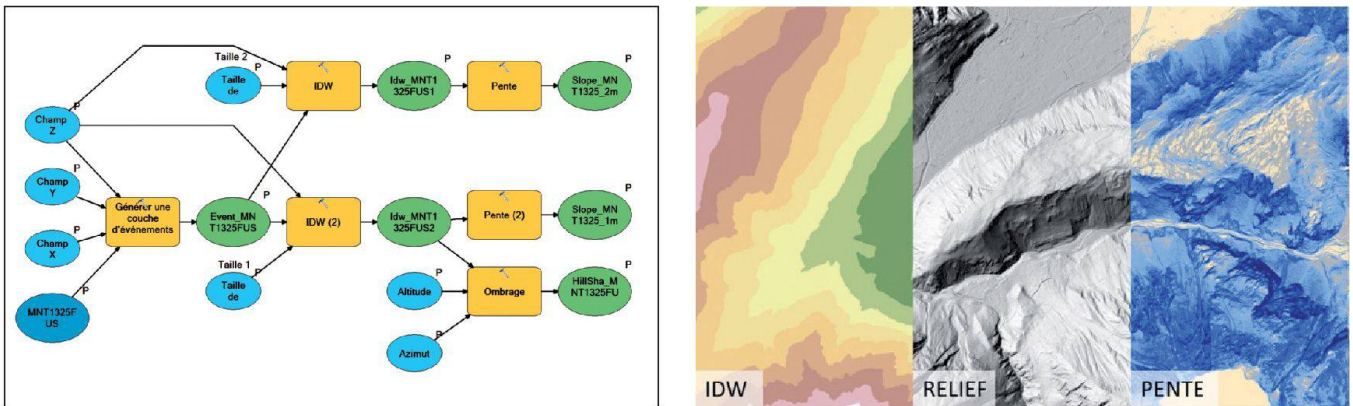 Taille 2
P
Taille
de
IDW
P
Idw_MNT1
325FUS1
Pente
P
Slope_MN
T1325_2m
P
Champ
Z
P
Champ
Y
P
Champ
X
P
MNT1325F
US
Générer une
couche
d'événements
P
Event_MN
T1325FUS
IDW (2)
Taille 1
P
Taille
de
P
Idw_MNT1
325FUS2
Pente (2)
P
Slope_MN
T1325_1m
P
Altitude
P
Azimut
Ombrage
P
HillSha_M
NT1325FU
IDW
RELIEF
PENTE